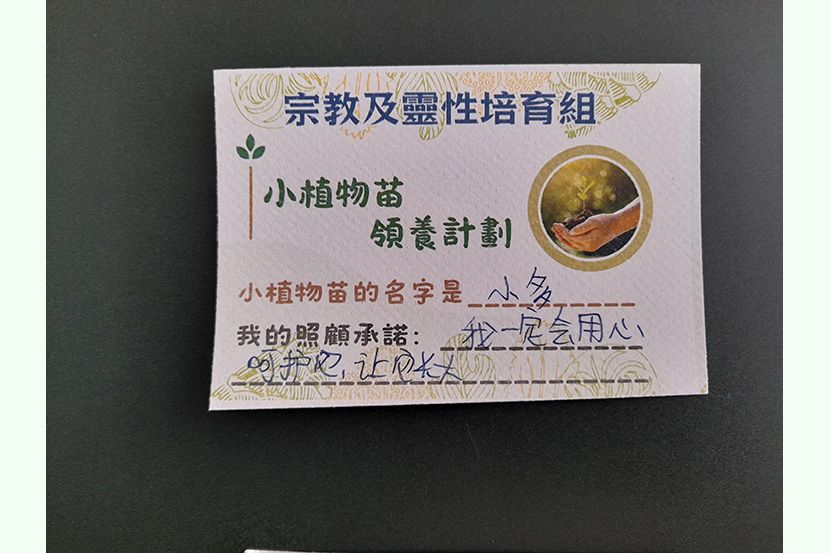 宗教及靈性培育組
小植物苗
領養計劃
小植物苗的名字是 小多
我的照顧承諾： 我一定会用心
呵护它，让它长大